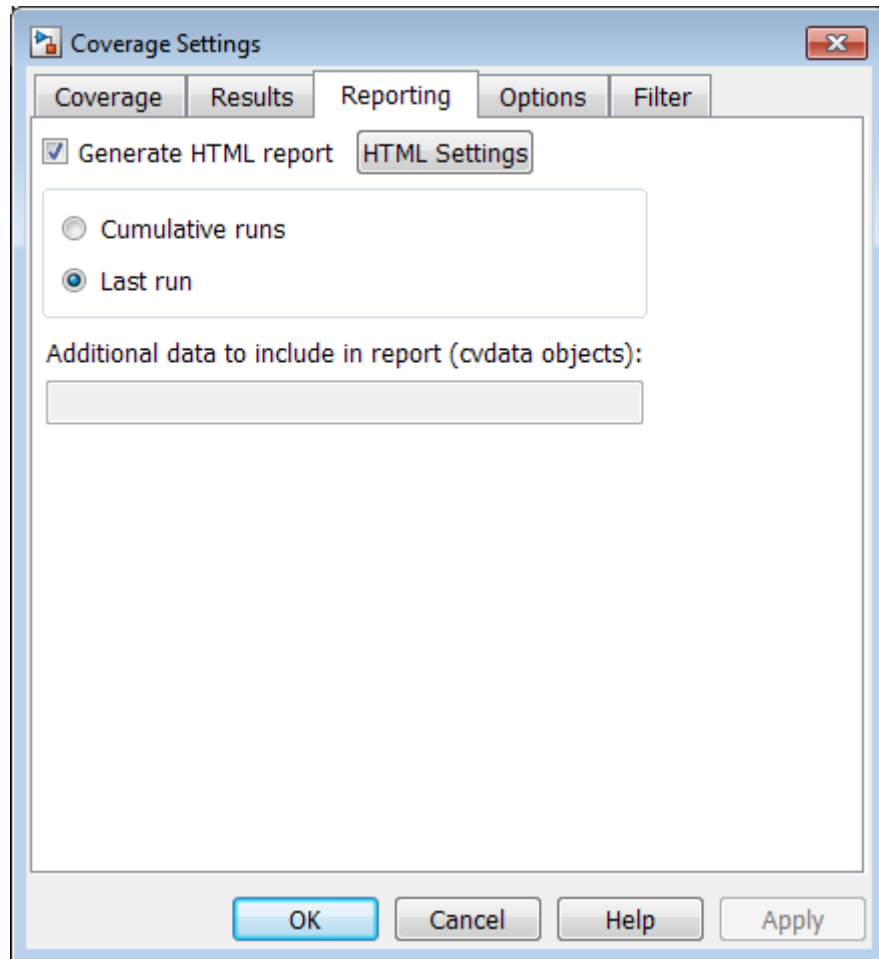 Coverage Settings
Coverage Results Reporting Options Filter
Generate HTML report HTML Settings
Cumulative runs
Last run
Additional data to include in report (cvdata objects):
OK Cancel Help Apply